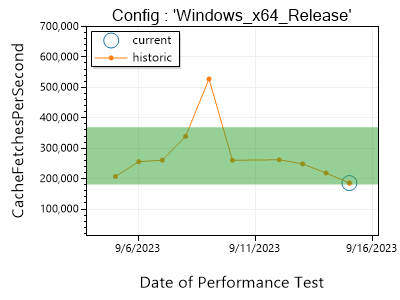 Config : 'Windows_x64_Release'
700,000
600,000
500,000
400,000
300,000
200,000
100,000
CacheFetchesPerSecond
current
historic
9/6/2023
9/11/2023
9/16/2023
Date of Performance Test